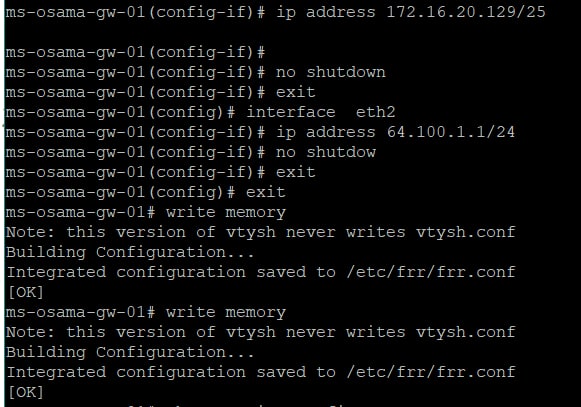 ms-osama-gw-01(config-if)# ip address 172.16.20.129/25
ms-osama-gw-01(config-if)#
ms-osama-gw-01(config-if)# no shutdown
ms-osama-gw-01(config-if)# exit
ms-osama-gw-01(config)# interface  eth2
ms-osama-gw-01(config-if)# ip address 64.100.1.1/24
ms-osama-gw-01(config-if)# no shutdow
ms-osama-gw-01(config-if)# exit
ms-osama-gw-01(config)# exit
ms-osama-gw-01# write memory
Note: this version of vtysh never writes vtysh.conf
Building Configuration...
Integrated configuration saved to /etc/frr/frr.conf
[OK]
ms-osama-gw-01# write memory
Note: this version of vtysh never writes vtysh.conf
Building Configuration...
Integrated configuration saved to /etc/frr/frr.conf
[OK]